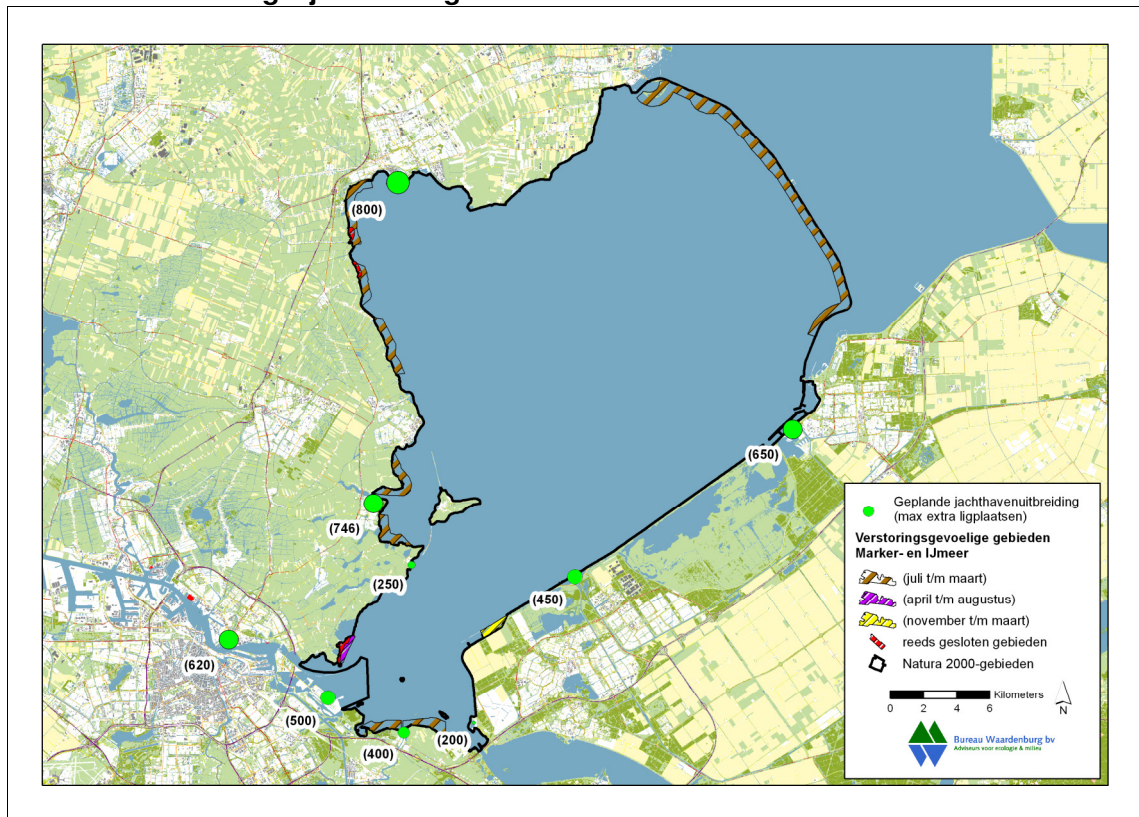 (800)
(650)
(746)
(250)
(450)
(620)
(500)
(400)
(200)
Geplande jachthavenuitbreiding
(max extra ligplaatsen)
Verstoringsgevoelige gebieden
Marker- en IJmeer
(juli t/m maart)
(april t/m augustus)
(november t/m maart)
reeds gesloten gebieden
Natura 2000-gebieden
Kilometers
0 2 4 6
N
Bureau Waardenburg bv
Adviseurs voor ecologie & milieu